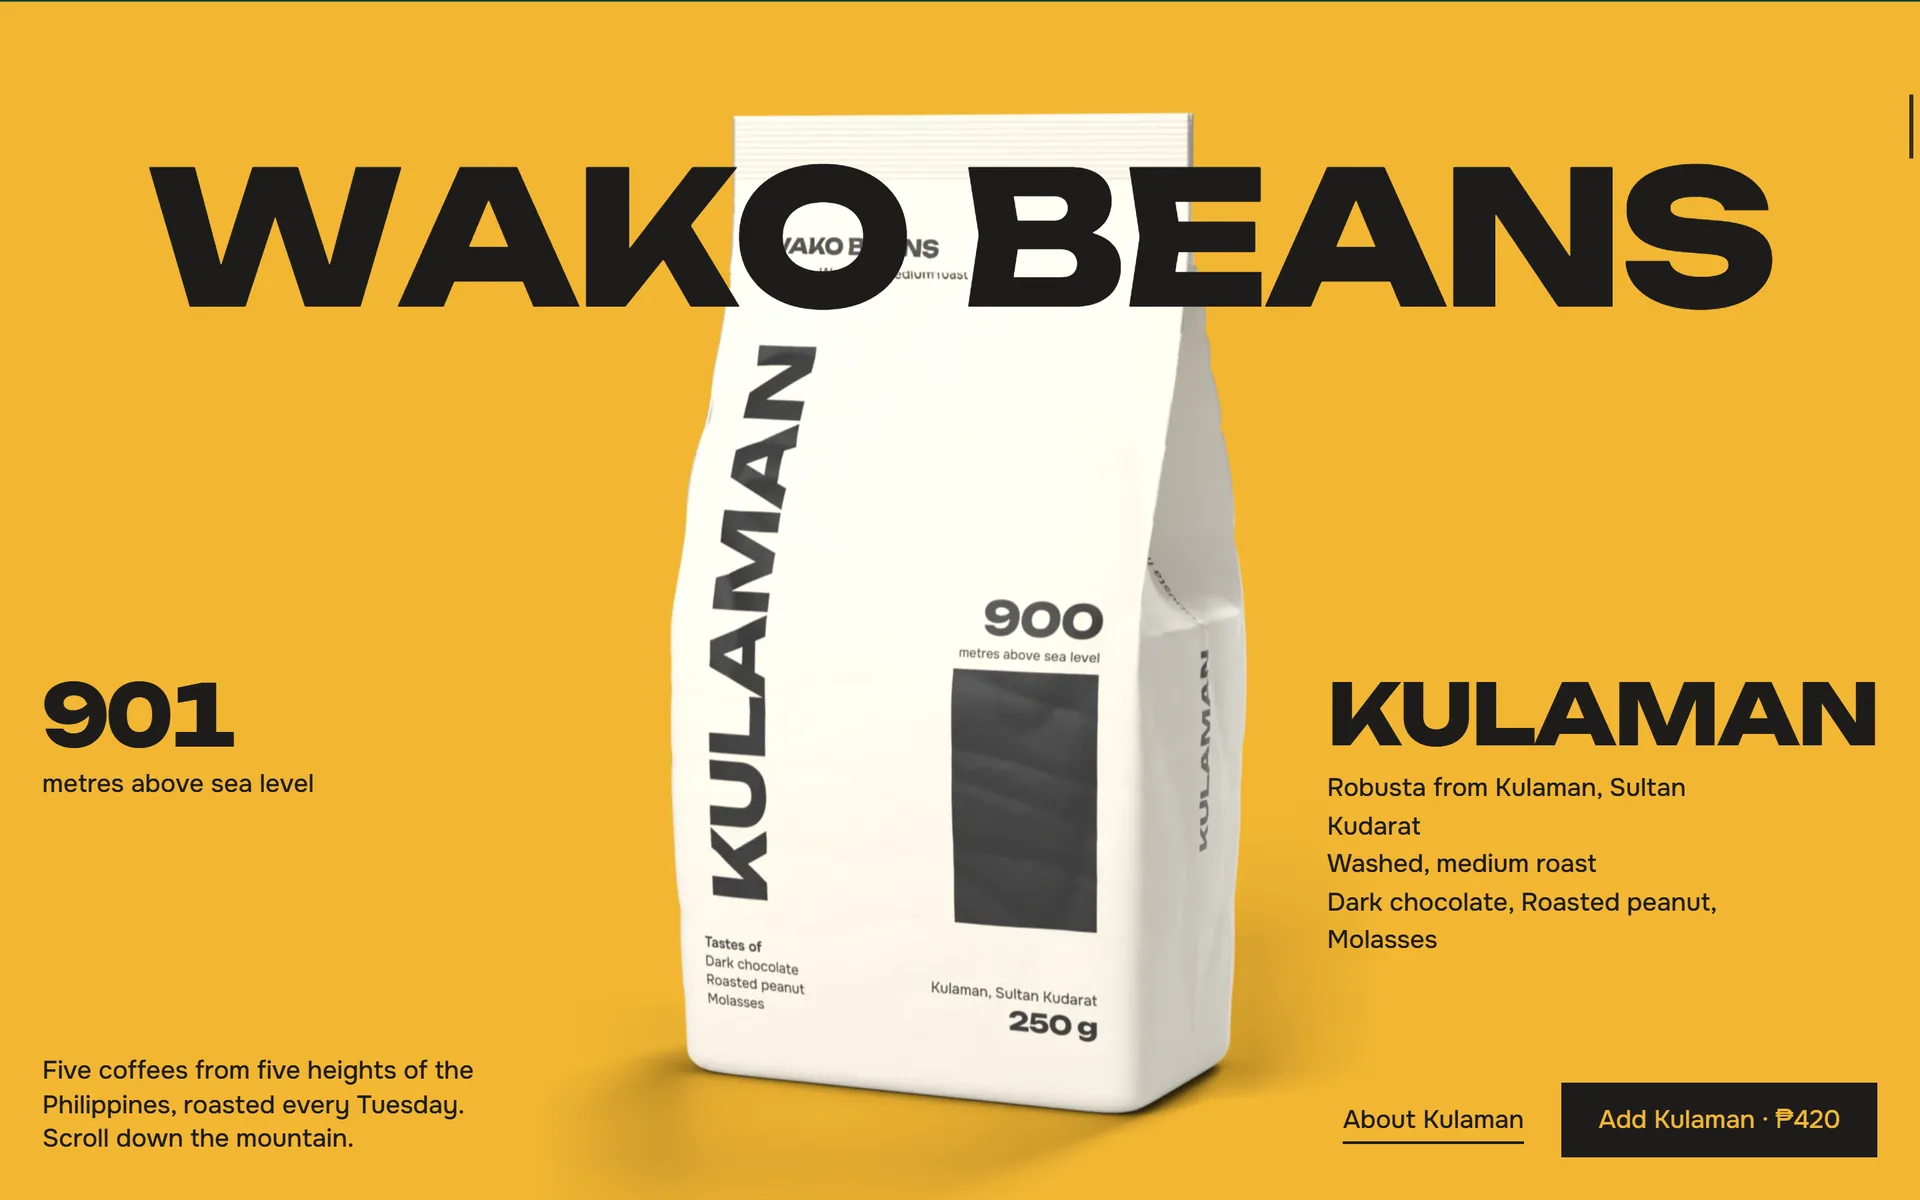 WAKO BEANS
WAKO BEANS
roast
KULAMAN
900
metres above sea level
KULAMAN
901
metres above sea level
KULAMAN
Robusta from Kulaman, Sultan
Kudarat
Washed, medium roast
Dark chocolate, Roasted peanut,
Molasses
Tastes of
Dark chocolate
Roasted peanut
Molasses
Kulaman, Sultan Kudarat
250 g
Five coffees from five heights of the
Philippines, roasted every Tuesday.
Scroll down the mountain.
About Kulaman
Add Kulaman · ₱420